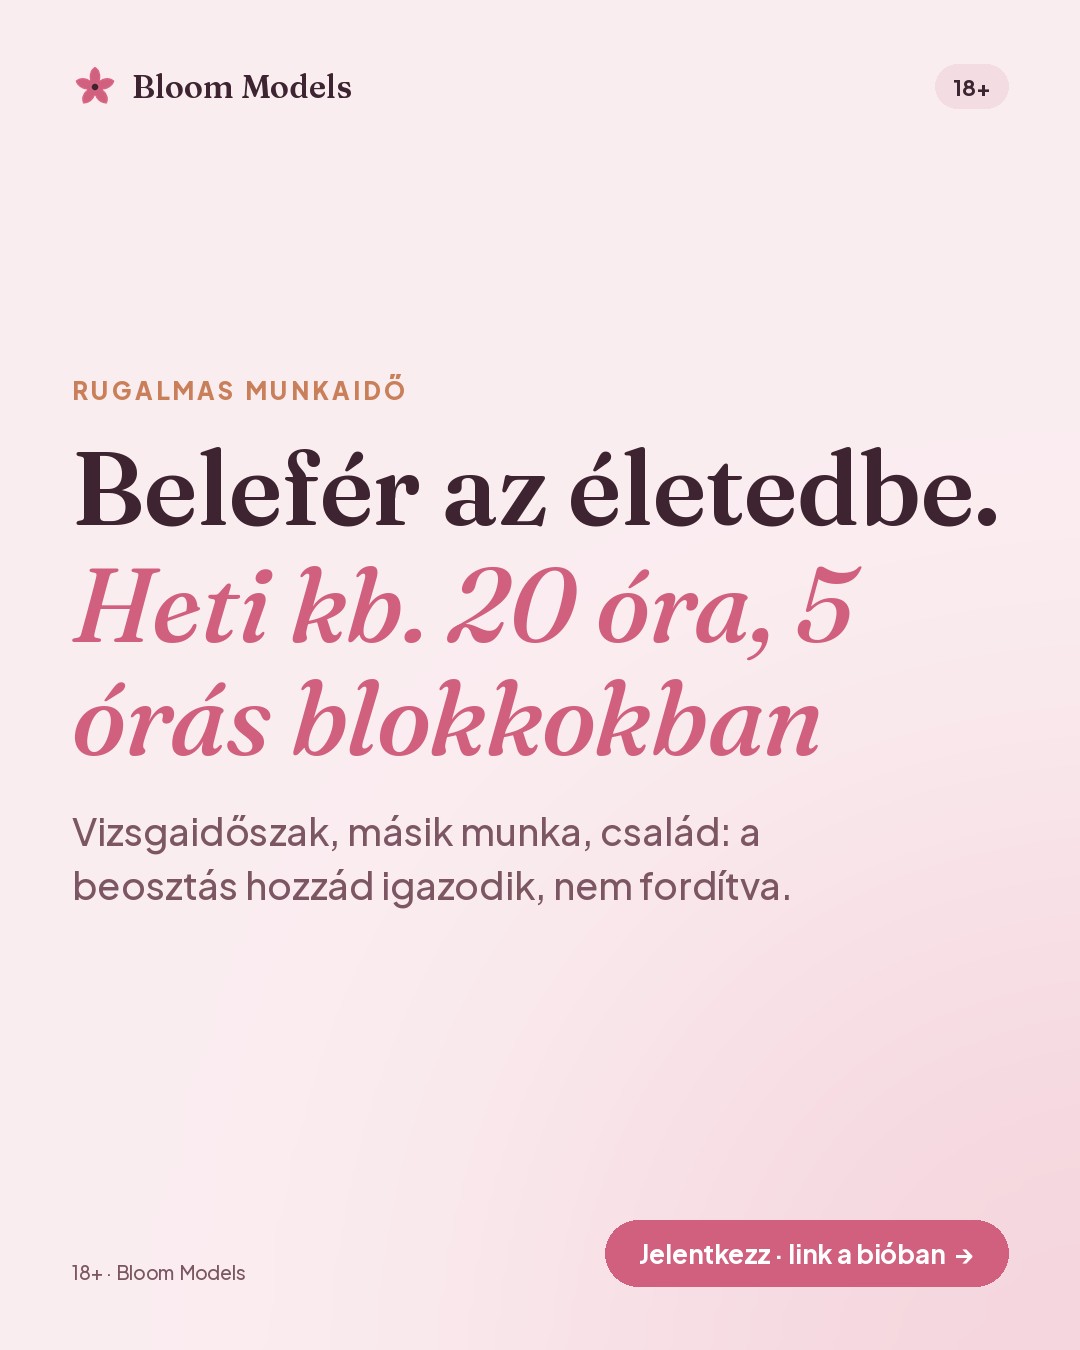 Bloom Models
18+
RUGALMAS MUNKAIDŐ
Belefér az életedbe.
Heti kb. 20 óra, 5
órás blokkokban
Vizsgaidőszak, másik munka, család: a
beosztás hozzád igazodik, nem fordítva.
18+ · Bloom Models
Jelentkezz · link a bióban →